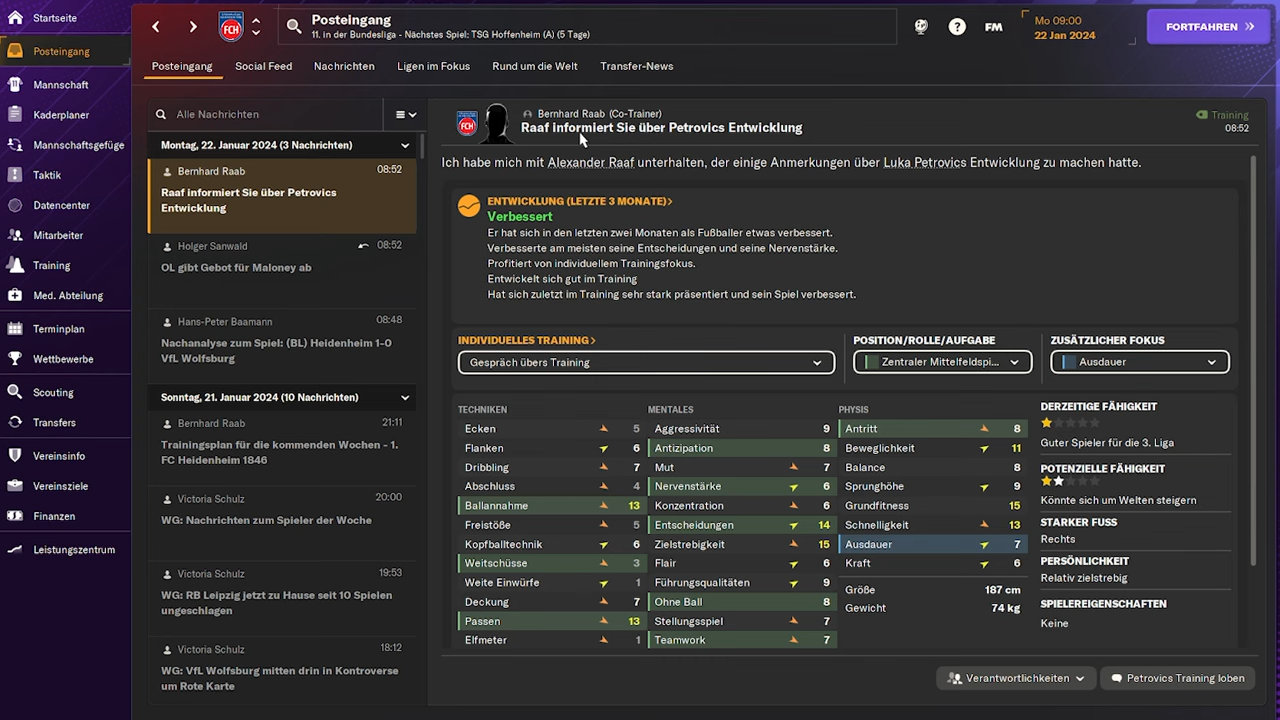 Startseite
Posteingang
Mannschaft
Kaderplaner
Mannschaftsgefüge
Taktik
Datencenter
Mitarbeiter
Training
Med. Abteilung
Terminplan
Wettbewerbe
Scouting
Transfers
Vereinsinfo
Vereinsziele
Finanzen
Leistungszentrum
FCH
Posteingang
11. in der Bundesliga - Nächstes Spiel: TSG Hoffenheim (A) (5 Tage)
?
FM
Mo 09:00
22 Jan 2024
FORTFAHREN
Posteingang
Social Feed
Nachrichten
Ligen im Fokus
Rund um die Welt
Transfer-News
Alle Nachrichten
Montag, 22. Januar 2024 (3 Nachrichten)
Bernhard Raab 08:52
Raaf informiert Sie über Petrovics
Entwicklung
Holger Sanwald 08:52
OL gibt Gebot für Maloney ab
Hans-Peter Baamann 08:48
Nachanalyse zum Spiel: (BL) Heidenheim 1-0
VfL Wolfsburg
Sonntag, 21. Januar 2024 (10 Nachrichten)
Bernhard Raab 21:11
Trainingsplan für die kommenden Wochen - 1.
FC Heidenheim 1846
Victoria Schulz 20:00
WG: Nachrichten zum Spieler der Woche
Victoria Schulz 19:53
WG: RB Leipzig jetzt zu Hause seit 10 Spielen
ungeschlagen
Victoria Schulz 18:12
WG: VfL Wolfsburg mitten drin in Kontroverse
um Rote Karte
FCH
Bernhard Raab (Co-Trainer)
Raaf informiert Sie über Petrovics Entwicklung
Training
08:52
Ich habe mich mit Alexander Raaf unterhalten, der einige Anmerkungen über Luka Petrovics Entwicklung zu machen hatte.
ENTWICKLUNG (LETZTE 3 MONATE)>
Verbessert
Er hat sich in den letzten zwei Monaten als Fußballer etwas verbessert.
Verbesserte am meisten seine Entscheidungen und seine Nervenstärke.
Profitiert von individuellem Trainingsfokus.
Entwickelt sich gut im Training
Hat sich zuletzt im Training sehr stark präsentiert und sein Spiel verbessert.
INDIVIDUELLES TRAINING >
Gespräch übers Training
POSITION/ROLLE/AUFGABE
Zentraler Mittelfeldspi...
ZUSÄTZLICHER FOKUS
Ausdauer
TECHNIKEN
Ecken 5
Flanken 6
Dribbling 7
Abschluss 4
Ballannahme 13
Freistöße 5
Kopfballtechnik 6
Weitschüsse 3
Weite Einwürfe 1
Deckung 7
Passen 13
Elfmeter 1
MENTALES
Aggressivität 9
Antizipation 8
Mut 7
Nervenstärke 6
Konzentration 6
Entscheidungen 14
Zielstrebigkeit 15
Flair 6
Führungsqualitäten 9
Ohne Ball 8
Stellungsspiel 7
Teamwork 7
PHYSIS
Antritt 8
Beweglichkeit 11
Balance 8
Sprunghöhe 9
Grundfitness 15
Schnelligkeit 13
Ausdauer 7
Kraft 6
Größe 187 cm
Gewicht 74 kg
DERZEITIGE FÄHIGKEIT
Guter Spieler für die 3. Liga
POTENZIELLE FÄHIGKEIT
Könnte sich um Welten steigern
STARKER FUSS
Rechts
PERSÖNLICHKEIT
Relativ zielstrebig
SPIELEREIGENSCHAFTEN
Keine
Verantwortlichkeiten
Petrovics Training loben